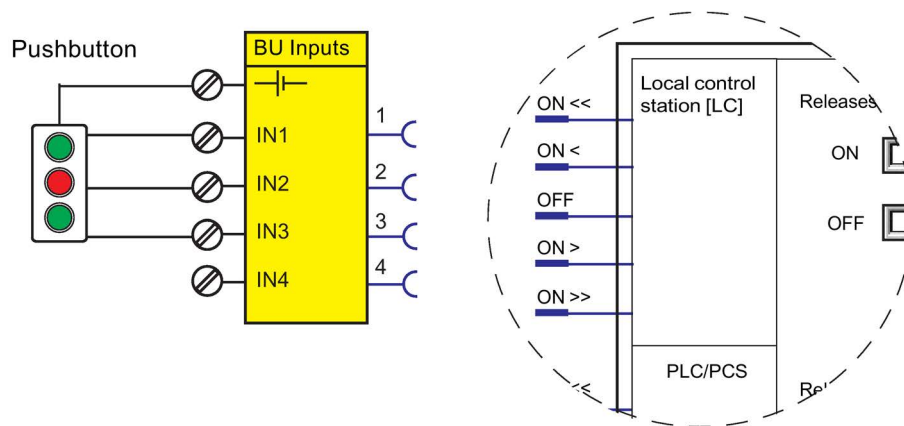 Pushbutton
BU Inputs
IN1
IN2
IN3
IN4
1
2
3
4
ON <<
ON <
OFF
ON >
ON >>
Local control
station [LC]
Releases
ON
OFF
PLC/PCS
<<